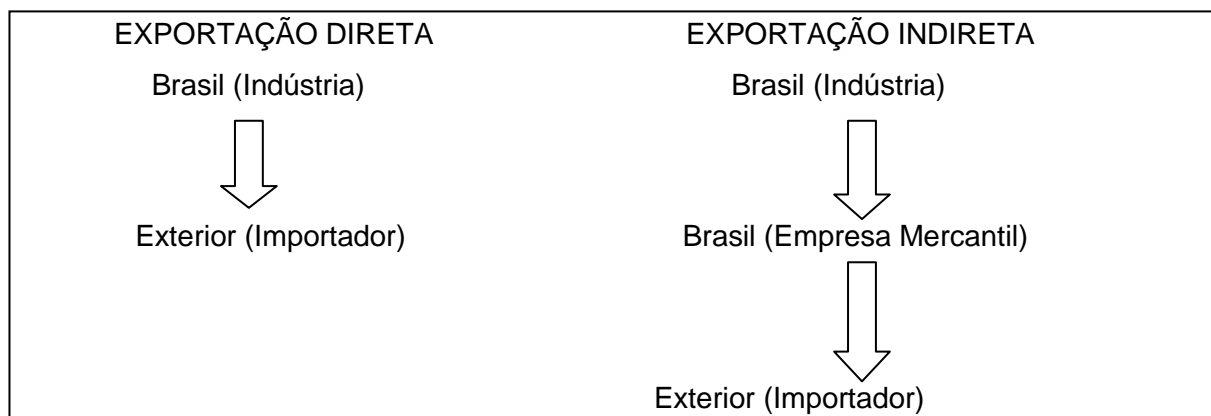 EXPORTAÇÃO DIRETA
Brasil (Indústria)
Exterior (Importador)
EXPORTAÇÃO INDIRETA
Brasil (Indústria)
Brasil (Empresa Mercantil)
Exterior (Importador)